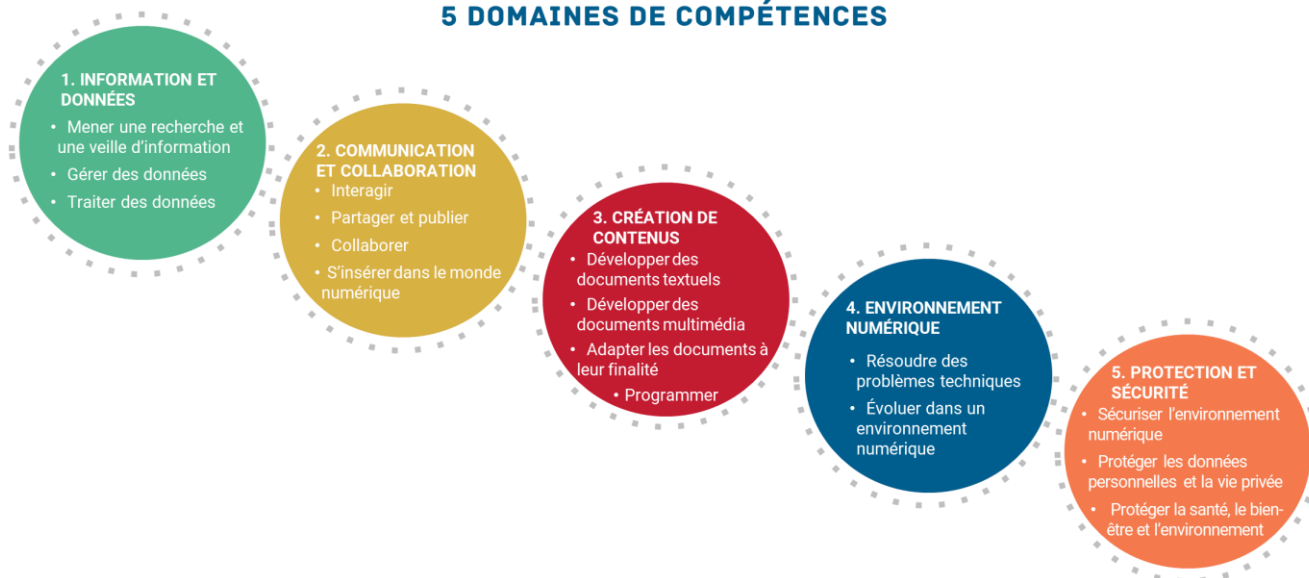 5 DOMAINES DE COMPÉTENCES
1. INFORMATION ET
DONNÉES
• Mener une recherche et
une veille d'information
• Gérer des données
• Traiter des données
2. COMMUNICATION
ET COLLABORATION
• Interagir
• Partager et publier
• Collaborer
• S'insérer dans le monde
numérique
3. CRÉATION DE
CONTENUS
• Développer des
documents textuels
• Développer des
documents multimédia
• Adapter les documents à
leur finalité
• Programmer
4. ENVIRONNEMENT
NUMÉRIQUE
• Résoudre des
problèmes techniques
• Évoluer dans un
environnement
numérique
5. PROTECTION ET
SÉCURITÉ
• Sécuriser l'environnement
numérique
• Protéger les données
personnelles et la vie privée
• Protéger la santé, le bien-
être et l'environnement